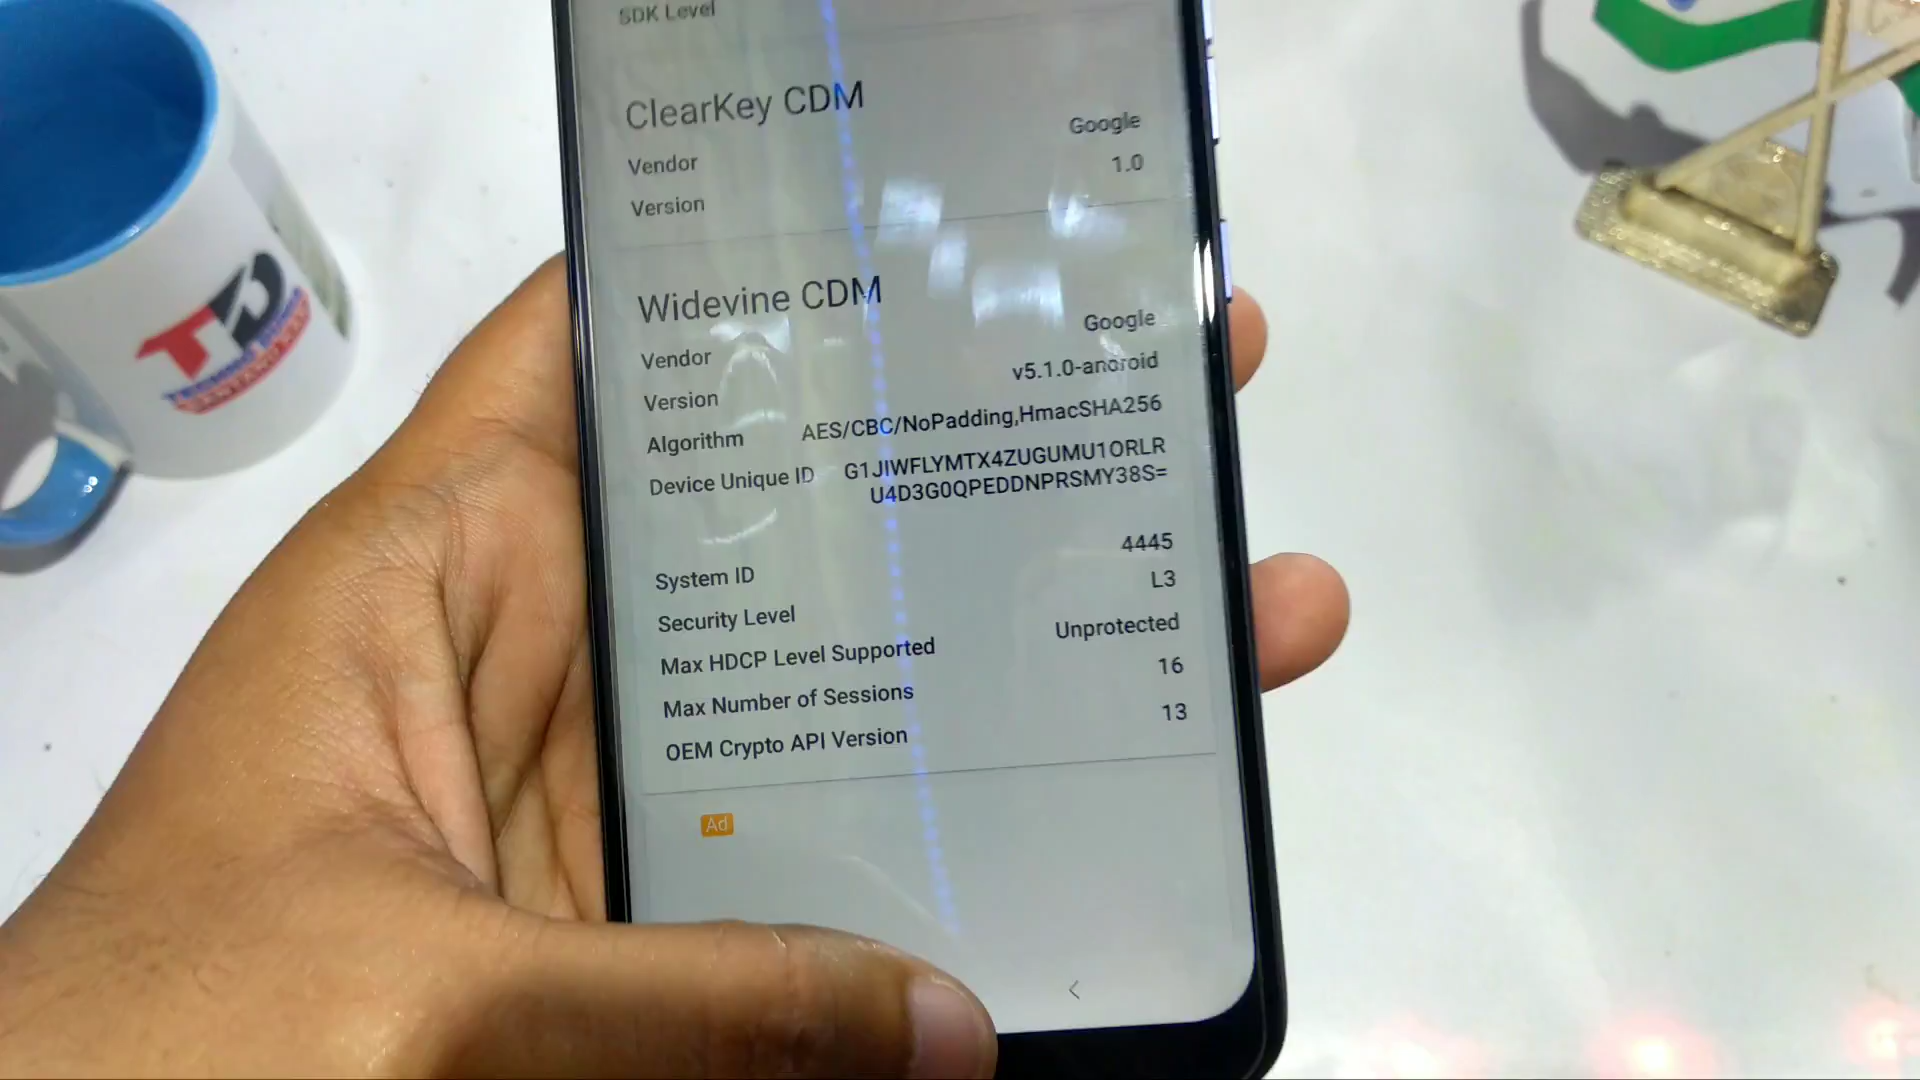 SDK Level
ClearKey CDM
Vendor Google
Version 1.0
Widevine CDM
Vendor Google
Version v5.1.0-android
Algorithm AES/CBC/NoPadding,HmacSHA256
Device Unique ID G1JIWFLYMTX4ZUGUMU1ORLR
U4D3G0QPEDDNPRSMY38S=
System ID 4445
Security Level L3
Max HDCP Level Supported Unprotected
Max Number of Sessions 16
OEM Crypto API Version 13
Ad